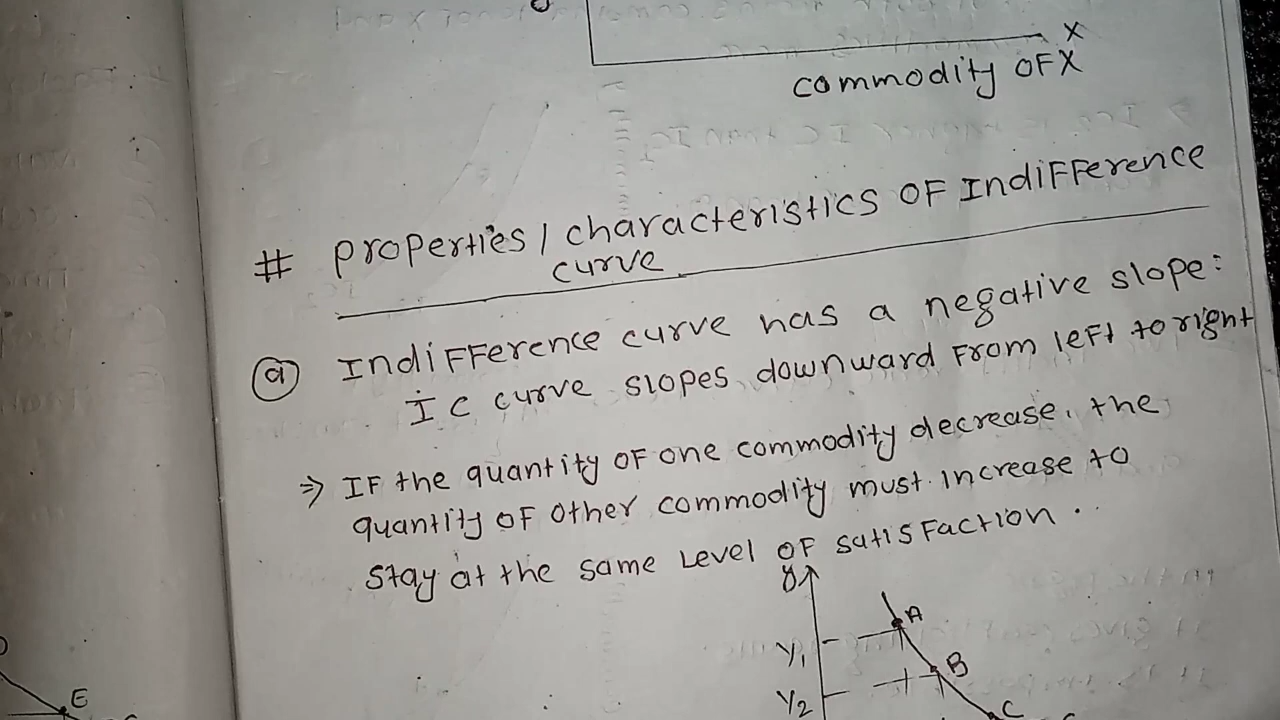 X
commodity OF X
# properties / characteristics OF Indifference
curve
(a) Indifference curve has a negative slope:
IC curve slopes downward From left to right
⇒ IF the quantity OF one commodity decrease, the
quantity OF other commodity must increase to
stay at the same Level OF satisfaction..
y
A
Y1
B
Y2
C
E